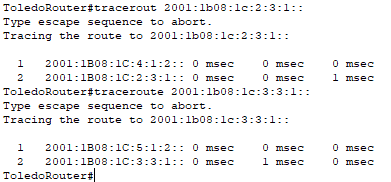 ToledoRouter#tracerout 2001:1b08:1c:2:3:1::
Type escape sequence to abort.
Tracing the route to 2001:1b08:1c:2:3:1::
1 2001:1B08:1C:4:1:2:: 0 msec 0 msec 0 msec
2 2001:1B08:1C:2:3:1:: 0 msec 0 msec 1 msec
ToledoRouter#traceroute 2001:1b08:1c:3:3:1::
Type escape sequence to abort.
Tracing the route to 2001:1b08:1c:3:3:1::
1 2001:1B08:1C:5:1:2:: 0 msec 0 msec 0 msec
2 2001:1B08:1C:3:3:1:: 0 msec 1 msec 0 msec
ToledoRouter#